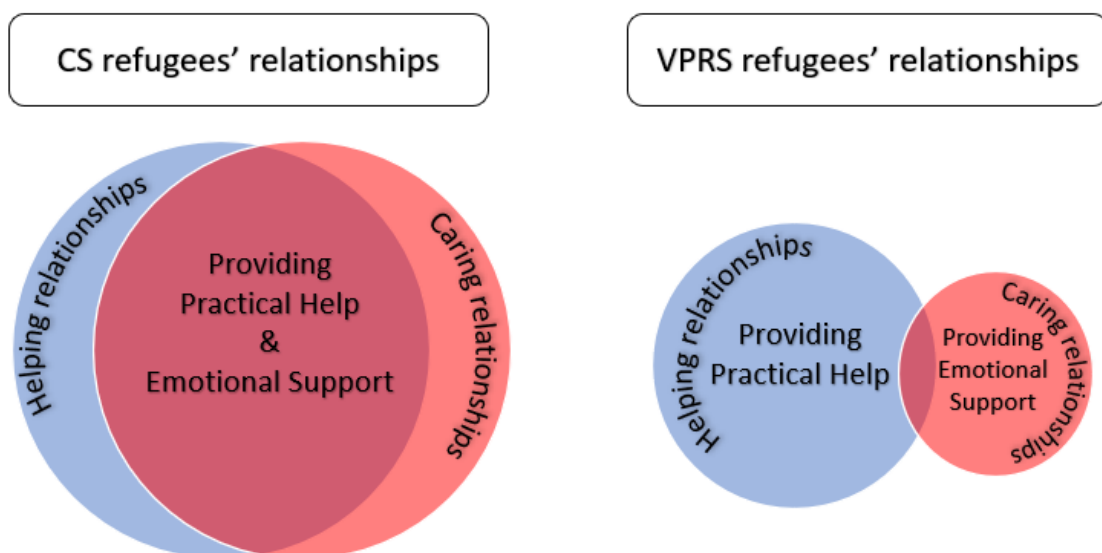 CS refugees' relationships
VPRS refugees' relationships
Helping relationships
Providing
Practical Help
&
Emotional Support
Caring relationships
Helping relationships
Providing
Practical Help
Caring relationships
Providing
Emotional
Support